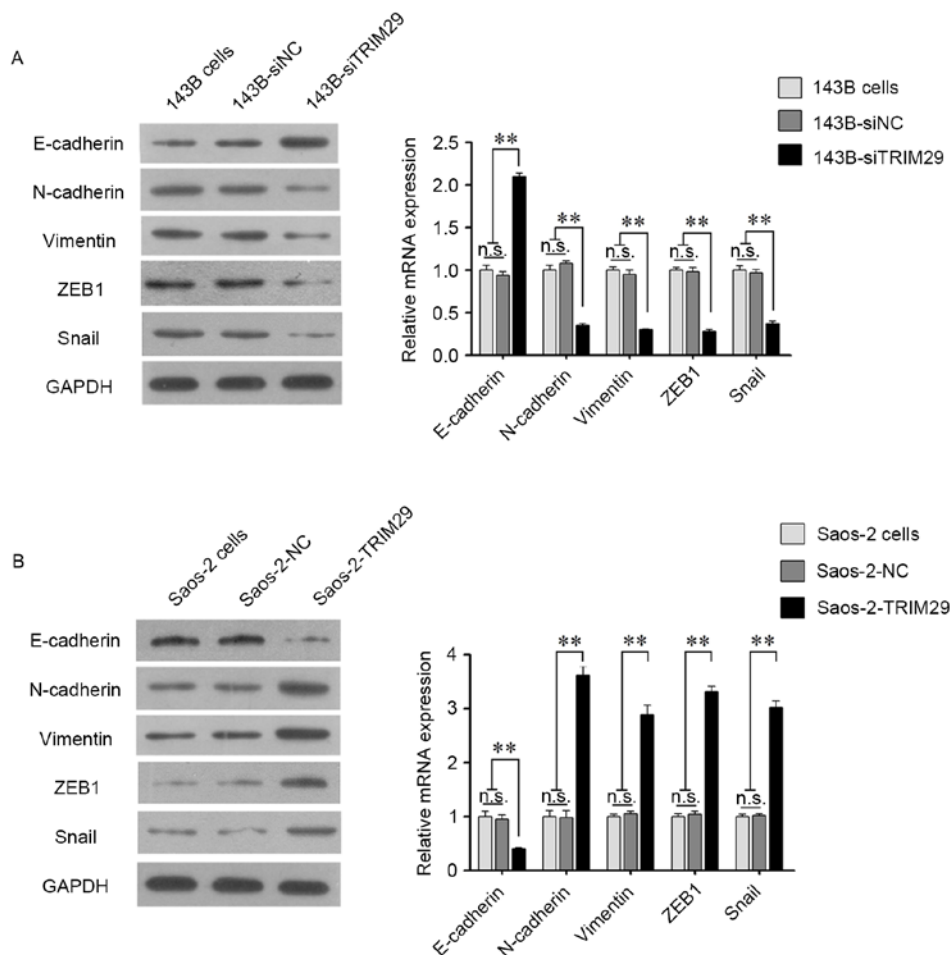 A
143B cells
143B-siNC
143B-siTRIM29
E-cadherin
N-cadherin
Vimentin
ZEB1
Snail
GAPDH
143B cells
143B-siNC
143B-siTRIM29
Relative mRNA expression
2.5
2.0
1.5
1.0
0.5
0.0
**
**
**
**
**
n.s.
n.s.
n.s.
n.s.
n.s.
E-cadherin
N-cadherin
Vimentin
ZEB1
Snail
B
Saos-2 cells
Saos-2-NC
Saos-2-TRIM29
E-cadherin
N-cadherin
Vimentin
ZEB1
Snail
GAPDH
Saos-2 cells
Saos-2-NC
Saos-2-TRIM29
Relative mRNA expression
4
3
2
1
0
**
**
**
**
**
n.s.
n.s.
n.s.
n.s.
n.s.
E-cadherin
N-cadherin
Vimentin
ZEB1
Snail